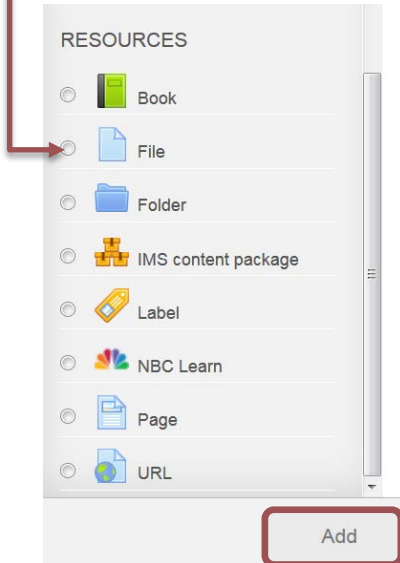 RESOURCES
Book
File
Folder
IMS content package
Label
NBC Learn
Page
URL
Add